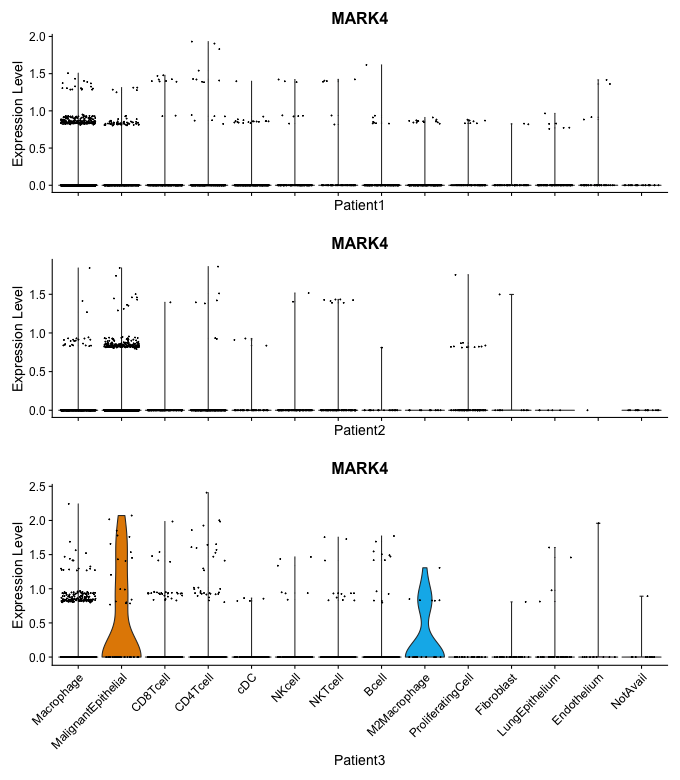 MARK4
Expression Level
2.0
1.5
1.0
0.5
0.0
Patient1
MARK4
Expression Level
1.5
1.0
0.5
0.0
Patient2
MARK4
Expression Level
2.5
2.0
1.5
1.0
0.5
0.0
Macrophage
MalignantEpithelial
CD8Tcell
CD4Tcell
cDC
NKcell
NKTcell
Bcell
M2Macrophage
ProliferatingCell
Fibroblast
LungEpithelium
Endothelium
NotAvail
Patient3